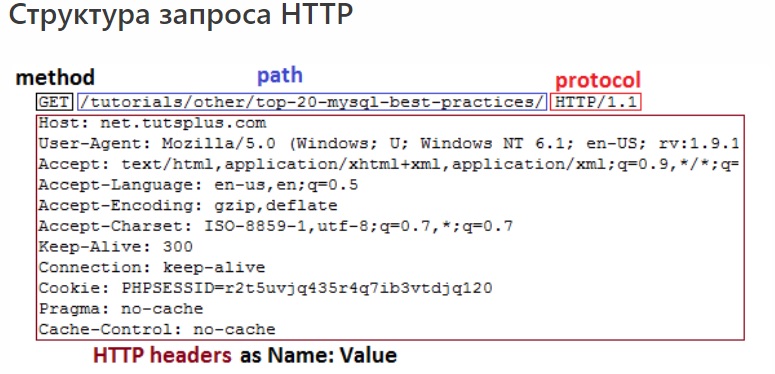 Структура запроса HTTP
method path protocol
GET /tutorials/other/top-20-mysql-best-practices/ HTTP/1.1
Host: net.tutsplus.com
User-Agent: Mozilla/5.0 (Windows; U; Windows NT 6.1; en-US; rv:1.9.1
Accept: text/html,application/xhtml+xml,application/xml;q=0.9,*/*;q=
Accept-Language: en-us,en;q=0.5
Accept-Encoding: gzip,deflate
Accept-Charset: ISO-8859-1,utf-8;q=0.7,*;q=0.7
Keep-Alive: 300
Connection: keep-alive
Cookie: PHPSESSID=r2t5uvjq435r4q7ib3vtdjq120
Pragma: no-cache
Cache-Control: no-cache
HTTP headers as Name: Value